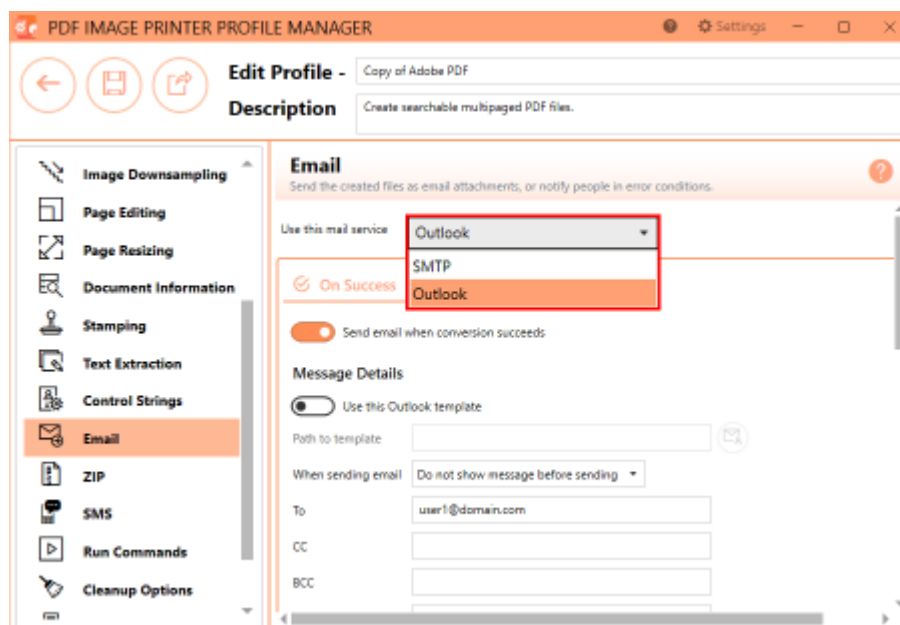 PDF IMAGE PRINTER PROFILE MANAGER
Settings
Edit Profile - Copy of Adobe PDF
Description Create searchable multipaged PDF files.
Image Downsampling
Page Editing
Page Resizing
Document Information
Stamping
Text Extraction
Control Strings
Email
ZIP
SMS
Run Commands
Cleanup Options
Email
Send the created files as email attachments, or notify people in error conditions.
Use this mail service Outlook
SMTP
Outlook
On Success
Send email when conversion succeeds
Message Details
Use this Outlook template
Path to template
When sending email Do not show message before sending
To user1@domain.com
CC
BCC